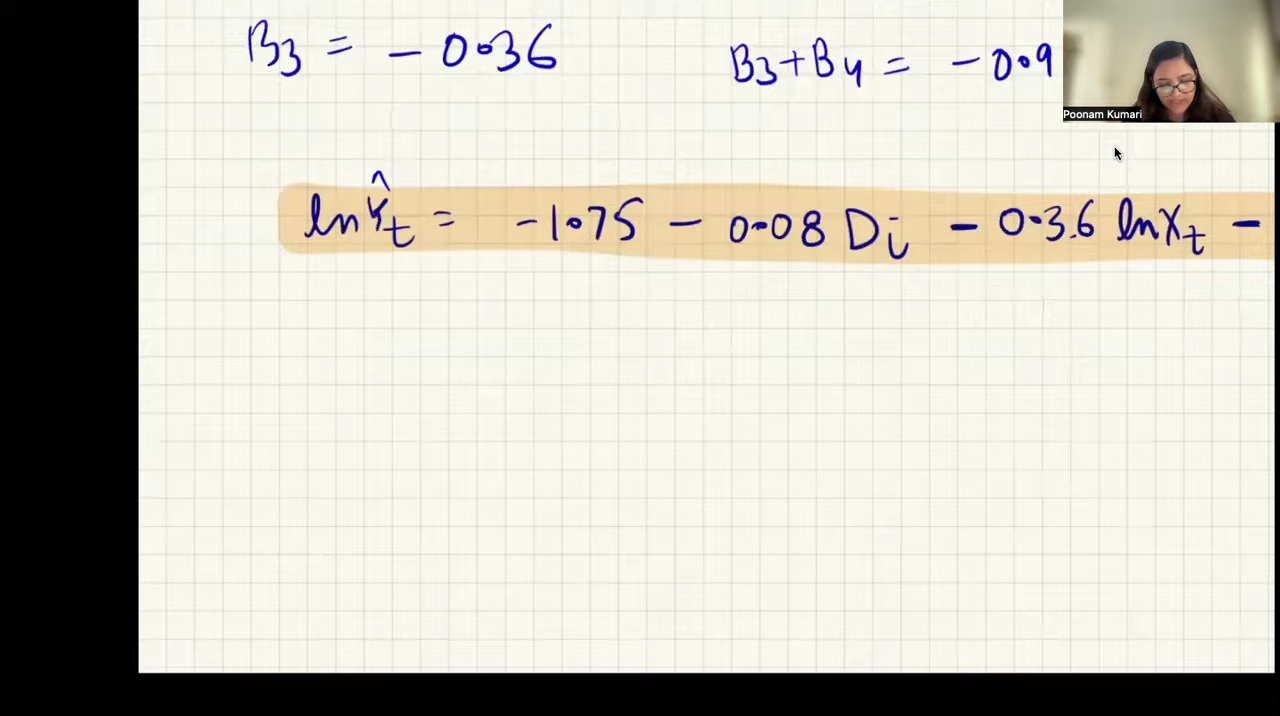 B3 = - 0.36
B3+B4 = - 0.9
Poonam Kumari
ln Ŷt = - 1.75 - 0.08 Di - 0.36 ln Xt -